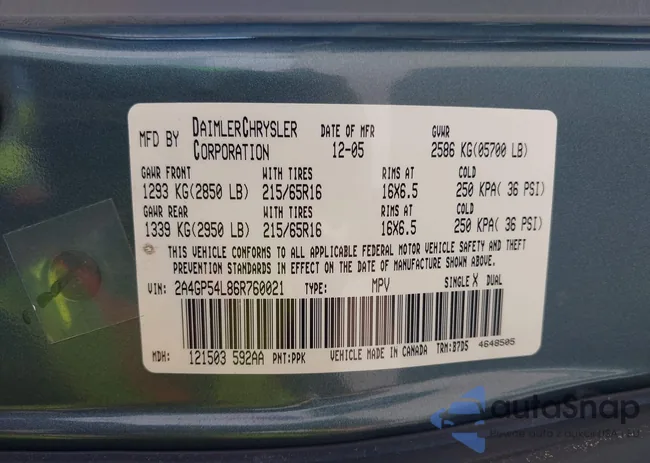 MFD BY DAIMLERCHRYSLER CORPORATION DATE OF MFR 12-05 GVWR 2586 KG(05700 LB)
GAWR FRONT WITH TIRES RIMS AT COLD
1293 KG(2850 LB) 215/65R16 16X6.5 250 KPA( 36 PSI)
GAWR REAR WITH TIRES RIMS AT COLD
1339 KG(2950 LB) 215/65R16 16X6.5 250 KPA( 36 PSI)
THIS VEHICLE CONFORMS TO ALL APPLICABLE FEDERAL MOTOR VEHICLE SAFETY AND THEFT
PREVENTION STANDARDS IN EFFECT ON THE DATE OF MANUFACTURE SHOWN ABOVE.
VIN: 2A4GP54L86R760021 TYPE: MPV SINGLE X DUAL
MDH: 121503 592AA PNT:PPK VEHICLE MADE IN CANADA TRM:B7D5 4648505
autoSnap